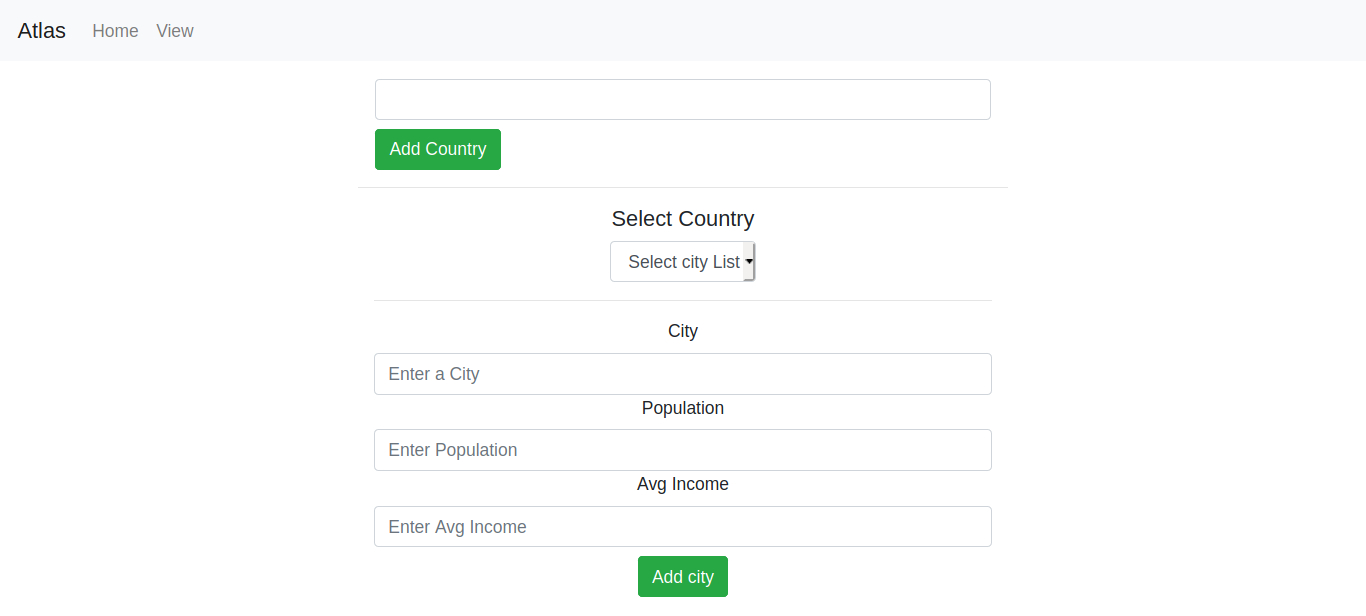 Atlas Home View
Add Country
Select Country
Select city List
City
Enter a City
Population
Enter Population
Avg Income
Enter Avg Income
Add city